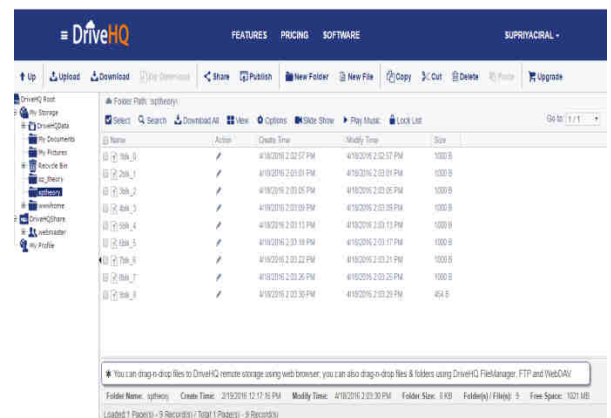 ≡ DriveHQ FEATURES PRICING SOFTWARE SUPRIYACIRAL
Up Upload Download My Download Share Publish New Folder New File Copy Cut Delete Paste Upgrade
DriveHQ Root
My Storage
DriveHQData
My Documents
My Pictures
Recycle Bin
sptheory
wwwhome
DriveHQShare
webmaster
My Profile
Folder Path: \sptheory\
Select Search Download All View Options Slide Show Play Music Lock List Go to: 1 / 1
Name Action Create Time Modify Time Size
1blk_0 4/18/2016 2:02:57 PM 4/18/2016 2:02:57 PM 1000 B
2blk_1 4/18/2016 2:03:01 PM 4/18/2016 2:03:01 PM 1000 B
3blk_2 4/18/2016 2:03:05 PM 4/18/2016 2:03:05 PM 1000 B
4blk_3 4/18/2016 2:03:09 PM 4/18/2016 2:03:09 PM 1000 B
5blk_4 4/18/2016 2:03:13 PM 4/18/2016 2:03:13 PM 1000 B
6blk_5 4/18/2016 2:03:18 PM 4/18/2016 2:03:17 PM 1000 B
7blk_6 4/18/2016 2:03:22 PM 4/18/2016 2:03:21 PM 1000 B
8blk_7 4/18/2016 2:03:26 PM 4/18/2016 2:03:25 PM 1000 B
9blk_8 4/18/2016 2:03:30 PM 4/18/2016 2:03:29 PM 464 B
✱ You can drag-n-drop files to DriveHQ remote storage using web browser; you can also drag-n-drop files & folders using DriveHQ FileManager, FTP and WebDAV.
Folder Name: sptheory Create Time: 2/19/2016 12:17:16 PM Modify Time: 4/18/2016 2:03:30 PM Folder Size: 8 KB Folder(s) / File(s): 9 Free Space: 1021 MB
Loaded:1 Page(s) - 9 Record(s) / Total:1 Page(s) - 9 Record(s)